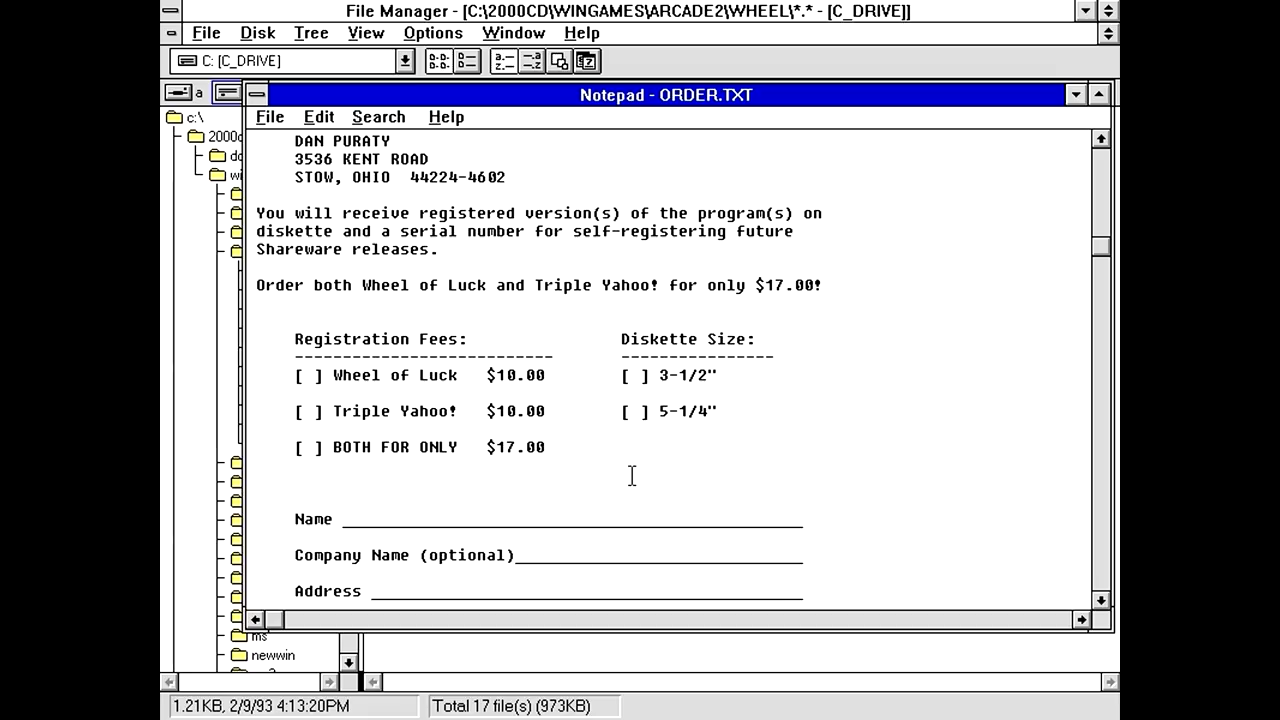 File Manager - [C:\2000CD\WINGAMES\ARCADE2\WHEEL\*.* - [C_DRIVE]]
File Disk Tree View Options Window Help
C: [C_DRIVE]
a
Notepad - ORDER.TXT
c:\
File Edit Search Help
DAN PURATY
3536 KENT ROAD
STOW, OHIO 44224-4602
You will receive registered version(s) of the program(s) on
diskette and a serial number for self-registering future
Shareware releases.
Order both Wheel of Luck and Triple Yahoo! for only $17.00!
Registration Fees: Diskette Size:
--------------------------- ----------------
[ ] Wheel of Luck $10.00 [ ] 3-1/2"
[ ] Triple Yahoo! $10.00 [ ] 5-1/4"
[ ] BOTH FOR ONLY $17.00
Name ________________________________________________
Company Name (optional)______________________________
Address _____________________________________________
newwin
1.21KB, 2/9/93 4:13:20PM Total 17 file(s) (973KB)